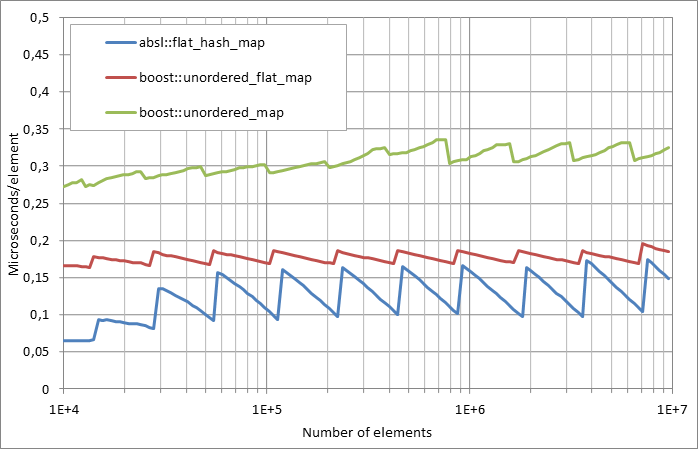 0,5
0,45
0,4
0,35
0,3
0,25
0,2
0,15
0,1
0,05
0
Microseconds/element
absl::flat_hash_map
boost::unordered_flat_map
boost::unordered_map
1E+4 1E+5 1E+6 1E+7
Number of elements